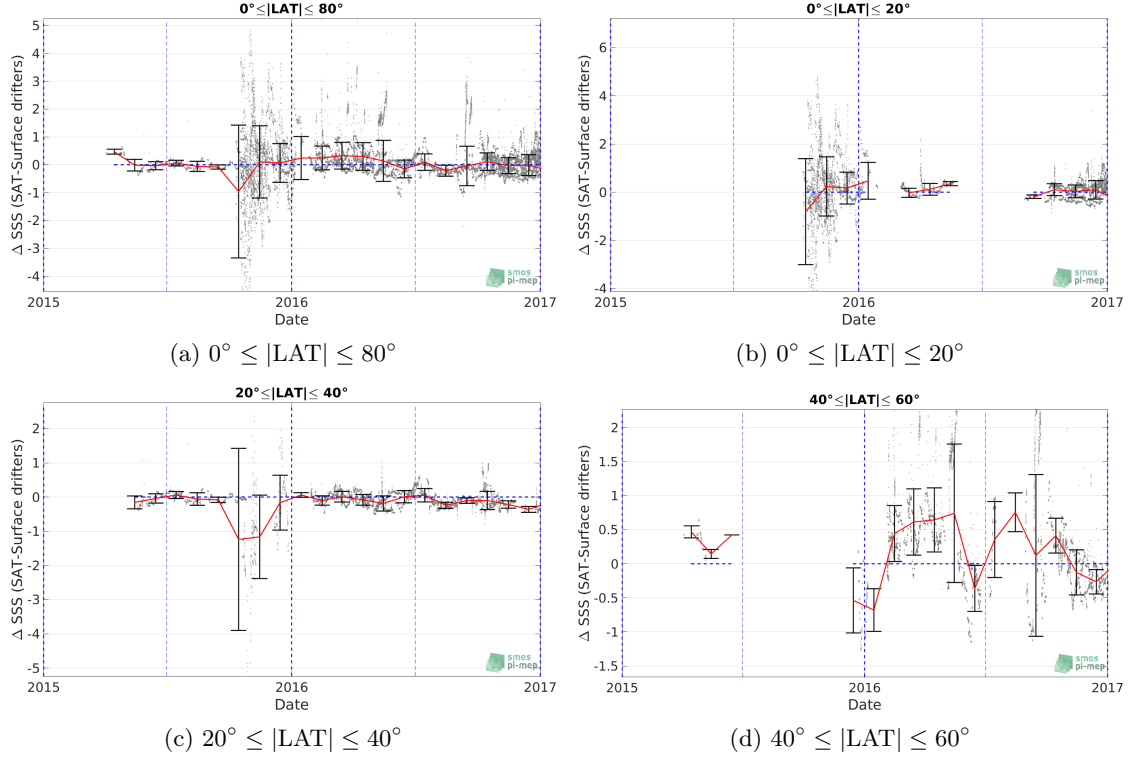 0°≤|LAT|≤ 80°
Δ SSS (SAT-Surface drifters)
5
4
3
2
1
0
-1
-2
-3
-4
2015
2016
2017
Date
smos
pi-mep
(a) 0° ≤ |LAT| ≤ 80°
0°≤|LAT|≤ 20°
Δ SSS (SAT-Surface drifters)
6
4
2
0
-2
-4
2015
2016
2017
Date
smos
pi-mep
(b) 0° ≤ |LAT| ≤ 20°
20°≤|LAT|≤ 40°
Δ SSS (SAT-Surface drifters)
2
1
0
-1
-2
-3
-4
-5
2015
2016
2017
Date
smos
pi-mep
(c) 20° ≤ |LAT| ≤ 40°
40°≤|LAT|≤ 60°
Δ SSS (SAT-Surface drifters)
2
1.5
1
0.5
0
-0.5
-1
-1.5
2015
2016
2017
Date
smos
pi-mep
(d) 40° ≤ |LAT| ≤ 60°